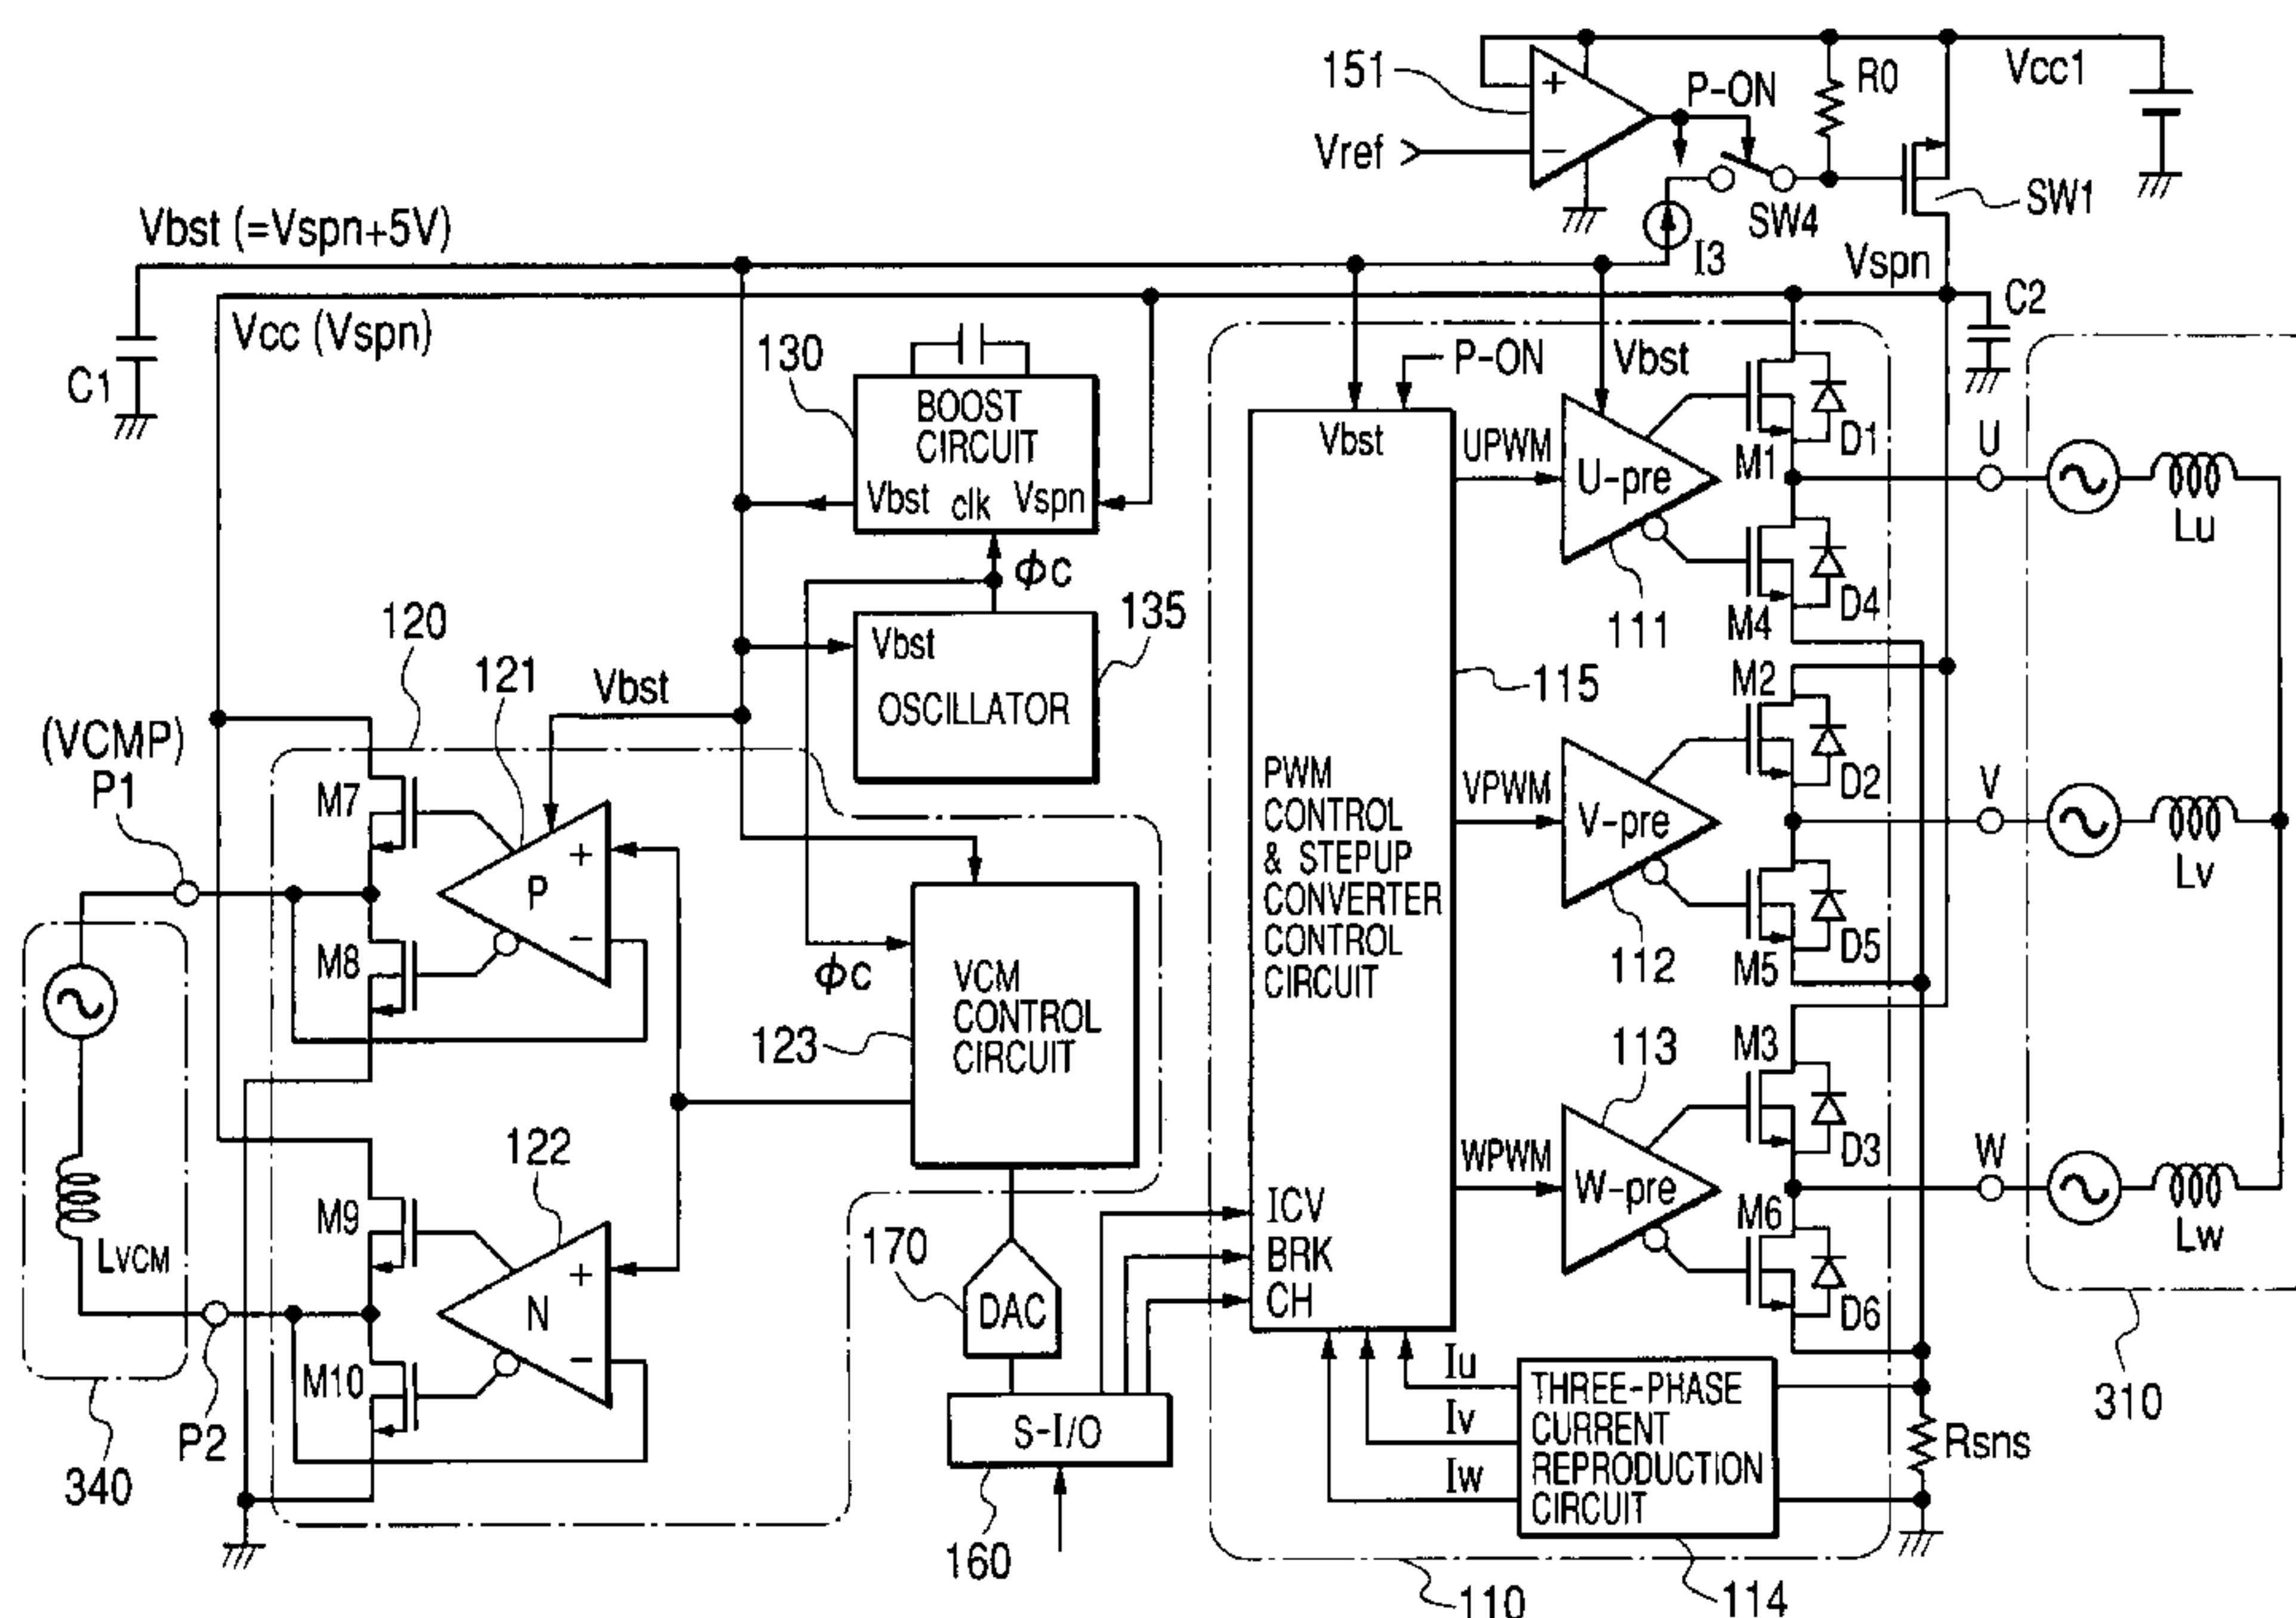 151
P-ON
R0
Vcc1
+
Vref
−
SW4
SW1
I3
Vbst (=Vspn+5V)
Vspn
C2
Vcc (Vspn)
C1
130
BOOST
CIRCUIT
Vbst clk Vspn
ϕc
P-ON
Vbst
Vbst
UPWM
U-pre
111
M1
D1
U
Lu
M4
D4
120
121
Vbst
Vbst
OSCILLATOR
135
115
M2
D2
V
Lv
(VCMP)
P1
M7
P
+
−
M8
ϕc
VCM
CONTROL
CIRCUIT
123
PWM
CONTROL
& STEPUP
CONVERTER
CONTROL
CIRCUIT
VPWM
V-pre
112
M5
D5
113
M3
D3
WPWM
W-pre
M6
D6
W
Lw
310
LVCM
M9
122
+
N
−
M10
P2
340
170
DAC
ICV
BRK
CH
S-I/O
160
Iu
Iv
Iw
THREE-PHASE
CURRENT
REPRODUCTION
CIRCUIT
Rsns
110
114